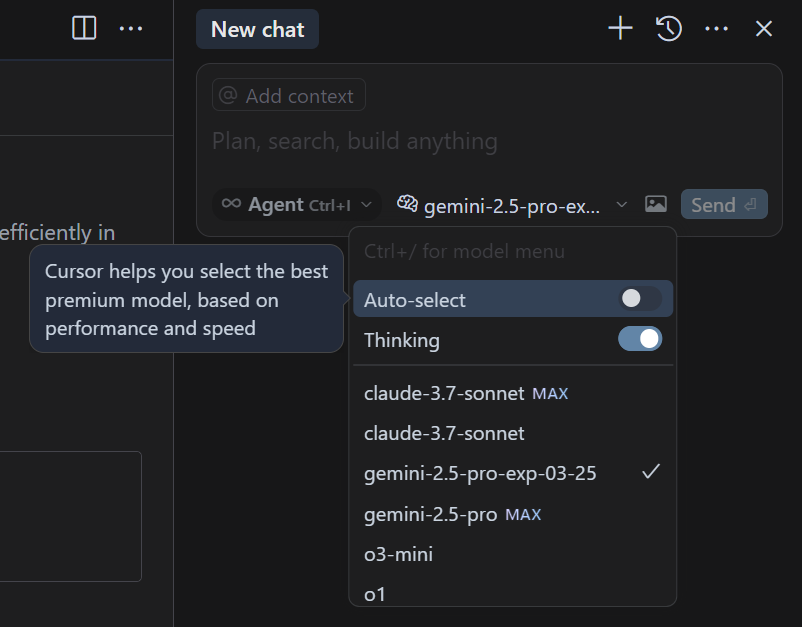 New chat
@ Add context
Plan, search, build anything
∞ Agent Ctrl+I
gemini-2.5-pro-ex...
Send
efficiently in
Cursor helps you select the best
premium model, based on
performance and speed
Ctrl+/ for model menu
Auto-select
Thinking
claude-3.7-sonnet MAX
claude-3.7-sonnet
gemini-2.5-pro-exp-03-25
gemini-2.5-pro MAX
o3-mini
o1